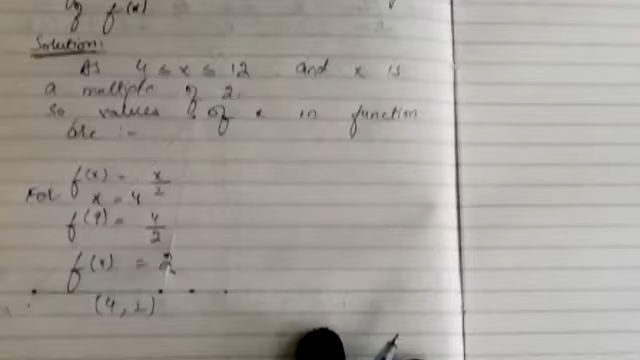 of f(x)
Solution:
As 4 ≤ x ≤ 12 and x is
a multiple of 2.
so values of x in function
are :-
f(x) = x/2
For x = 4
f(4) = 4/2
f(4) = 2
(4, 2)